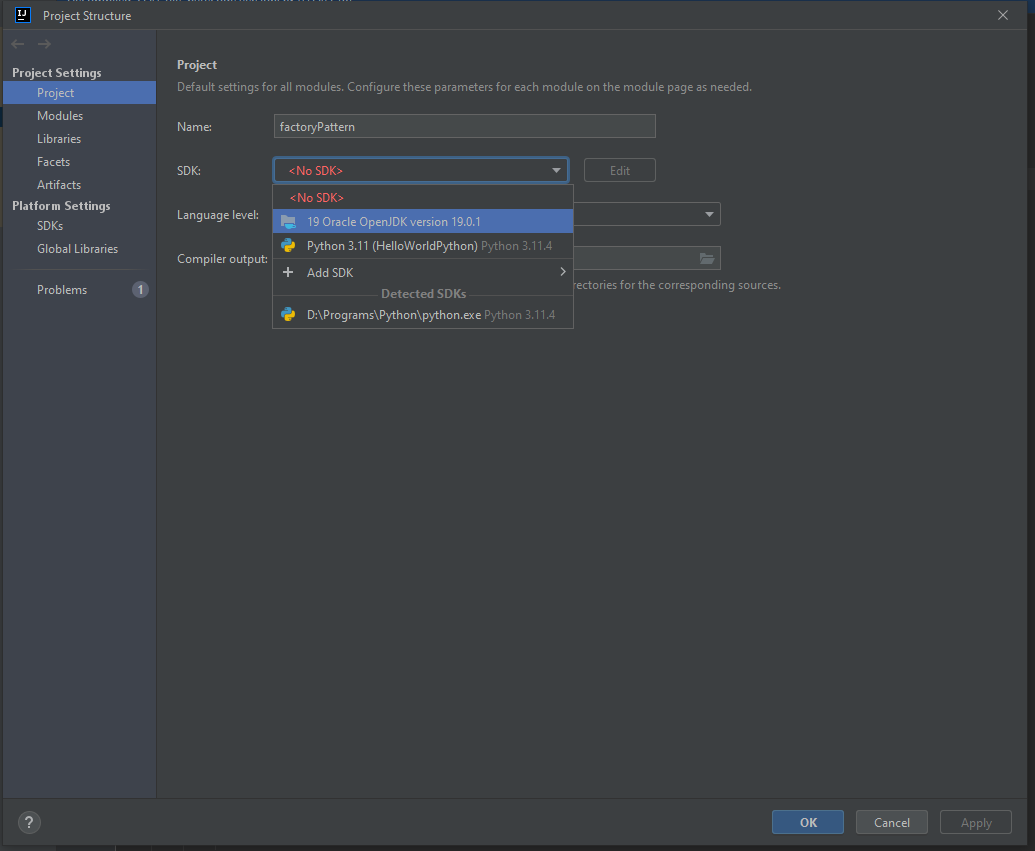 Project Structure
Project Settings
Project
Modules
Libraries
Facets
Artifacts
Platform Settings
SDKs
Global Libraries
Problems 1
Project
Default settings for all modules. Configure these parameters for each module on the module page as needed.
Name: factoryPattern
SDK: <No SDK> Edit
<No SDK>
19 Oracle OpenJDK version 19.0.1
Python 3.11 (HelloWorldPython) Python 3.11.4
Add SDK
Detected SDKs
D:\Programs\Python\python.exe Python 3.11.4
Language level:
Compiler output:
rectories for the corresponding sources.
? OK Cancel Apply